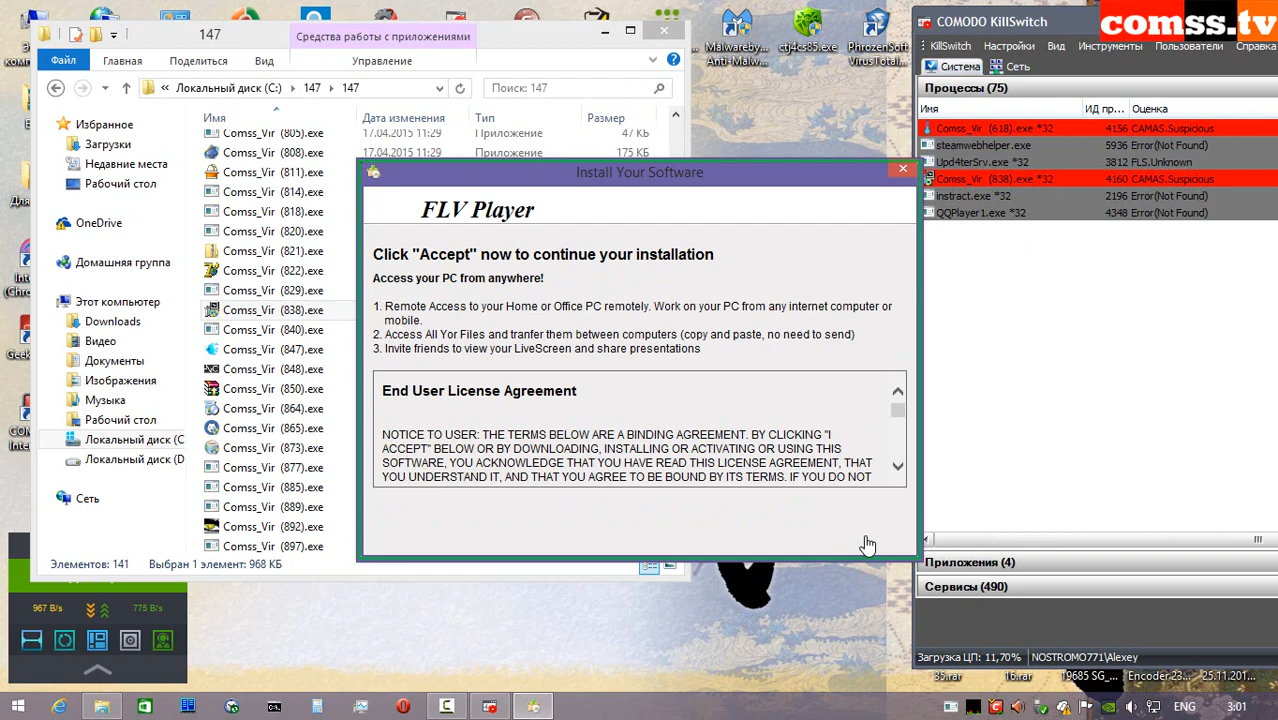 147
Средства работы с приложениями
Файл
Главная
Поделиться
Вид
Управление
Локальный диск (C:)
147
147
Поиск: 147
Имя
Дата изменения
Тип
Размер
Избранное
Загрузки
Недавние места
Рабочий стол
OneDrive
Домашняя группа
Этот компьютер
Downloads
Видео
Документы
Изображения
Музыка
Рабочий стол
Локальный диск (C
Локальный диск (D
Сеть
17.04.2015 11:29
Приложение
47 КБ
Comss_Vir (808).exe
17.04.2015 11:29
Приложение
175 КБ
Comss_Vir (811).exe
Comss_Vir (818).exe
Comss_Vir (820).exe
Comss_Vir (821).exe
Comss_Vir (822).exe
Comss_Vir (829).exe
Comss_Vir (838).exe
Comss_Vir (840).exe
Comss_Vir (847).exe
Comss_Vir (848).exe
Comss_Vir (850).exe
Comss_Vir (864).exe
Comss_Vir (865).exe
Comss_Vir (873).exe
Comss_Vir (877).exe
Comss_Vir (885).exe
Comss_Vir (889).exe
Comss_Vir (892).exe
Comss_Vir (897).exe
Элементов: 141
Выбран 1 элемент: 968 КБ
Install Your Software
FLV Player
Click "Accept" now to continue your installation
Access your PC from anywhere!
1. Remote Access to your Home or Office PC remotely. Work on your PC from any internet computer or
mobile.
2. Access All Yor Files and tranfer them between computers (copy and paste, no need to send)
3. Invite friends to view your LiveScreen and share presentations
End User License Agreement
NOTICE TO USER: THE TERMS BELOW ARE A BINDING AGREEMENT. BY CLICKING "I
ACCEPT" BELOW OR BY DOWNLOADING, INSTALLING OR ACTIVATING OR USING THIS
SOFTWARE, YOU ACKNOWLEDGE THAT YOU HAVE READ THIS LICENSE AGREEMENT, THAT
YOU UNDERSTAND IT, AND THAT YOU AGREE TO BE BOUND BY ITS TERMS. IF YOU DO NOT
Malwareby...
Anti-Malw...
ctj4cs85.exe
PhrozenSoft
VirusTotal...
COMODO KillSwitch
comss.tv
KillSwitch
Настройки
Вид
Инструменты
Пользователи
Справка
Система
Сеть
Процессы (75)
Имя
ИД пр...
Оценка
Comss_Vir (618).exe *32
4156
CAMAS.Suspicious
steamwebhelper.exe
5936
Error(Not Found)
Upd4terSrv.exe *32
3812
FLS.Unknown
Comss_Vir (838).exe *32
4160
CAMAS.Suspicious
instract.exe *32
2196
Error(Not Found)
QQPlayer1.exe *32
4348
Error(Not Found)
Приложения (4)
Сервисы (490)
Загрузка ЦП: 11,70%
NOSTROMO771\Alexey
35.rar
16.rar
19685 SG_...
Encoder 23...
25.11.201...
967 B/s
775 B/s
ENG
3:01